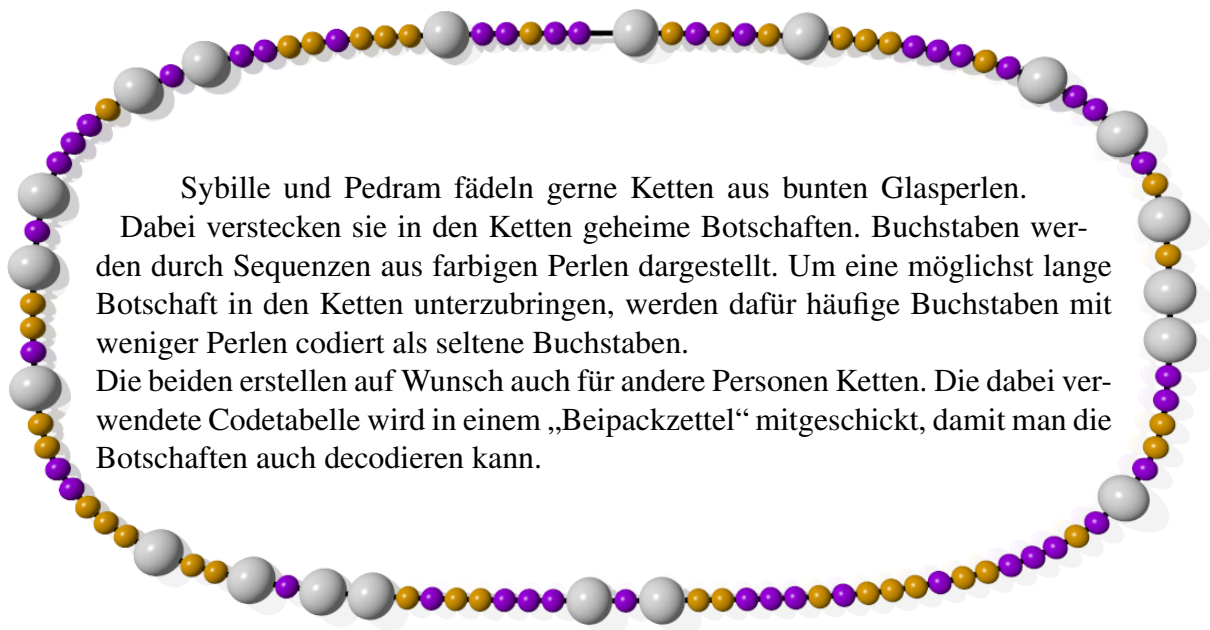 Sybille und Pedram fädeln gerne Ketten aus bunten Glasperlen.
Dabei verstecken sie in den Ketten geheime Botschaften. Buchstaben wer-
den durch Sequenzen aus farbigen Perlen dargestellt. Um eine möglichst lange
Botschaft in den Ketten unterzubringen, werden dafür häufige Buchstaben mit
weniger Perlen codiert als seltene Buchstaben.
Die beiden erstellen auf Wunsch auch für andere Personen Ketten. Die dabei ver-
wendete Codetabelle wird in einem „Beipackzettel“ mitgeschickt, damit man die
Botschaften auch decodieren kann.